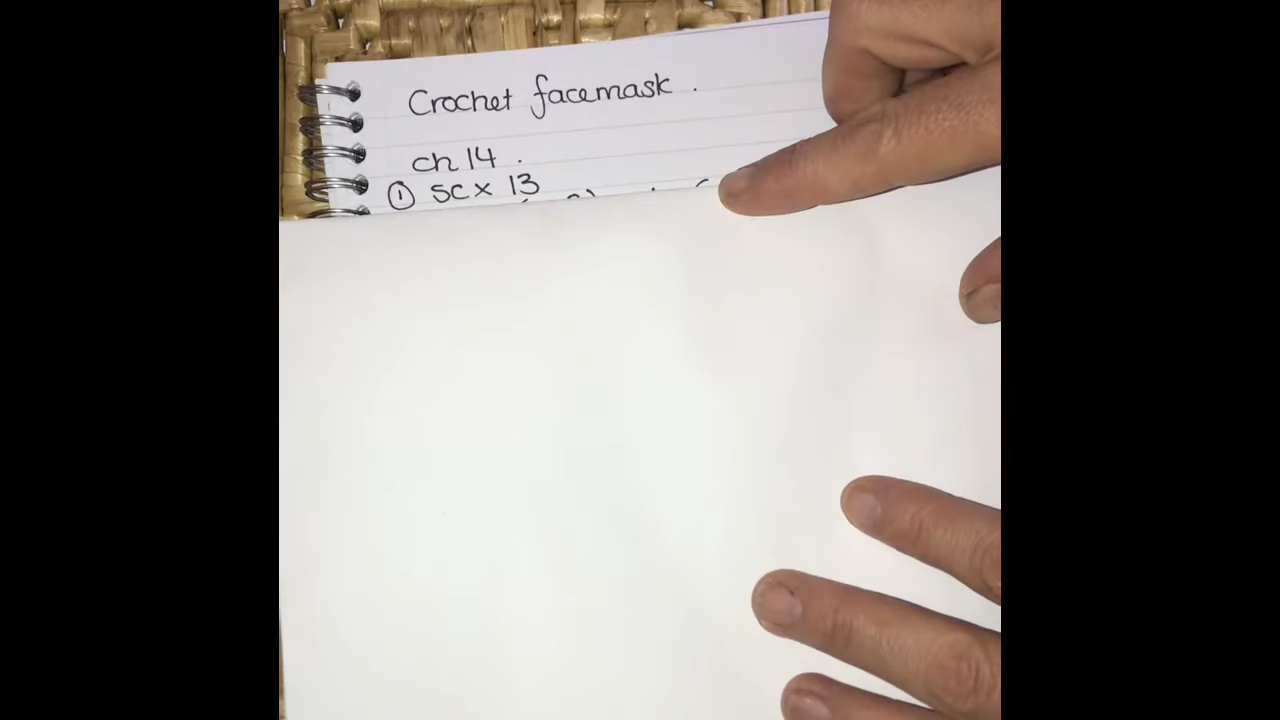 Crochet facemask.
ch 14.
① SC x 13